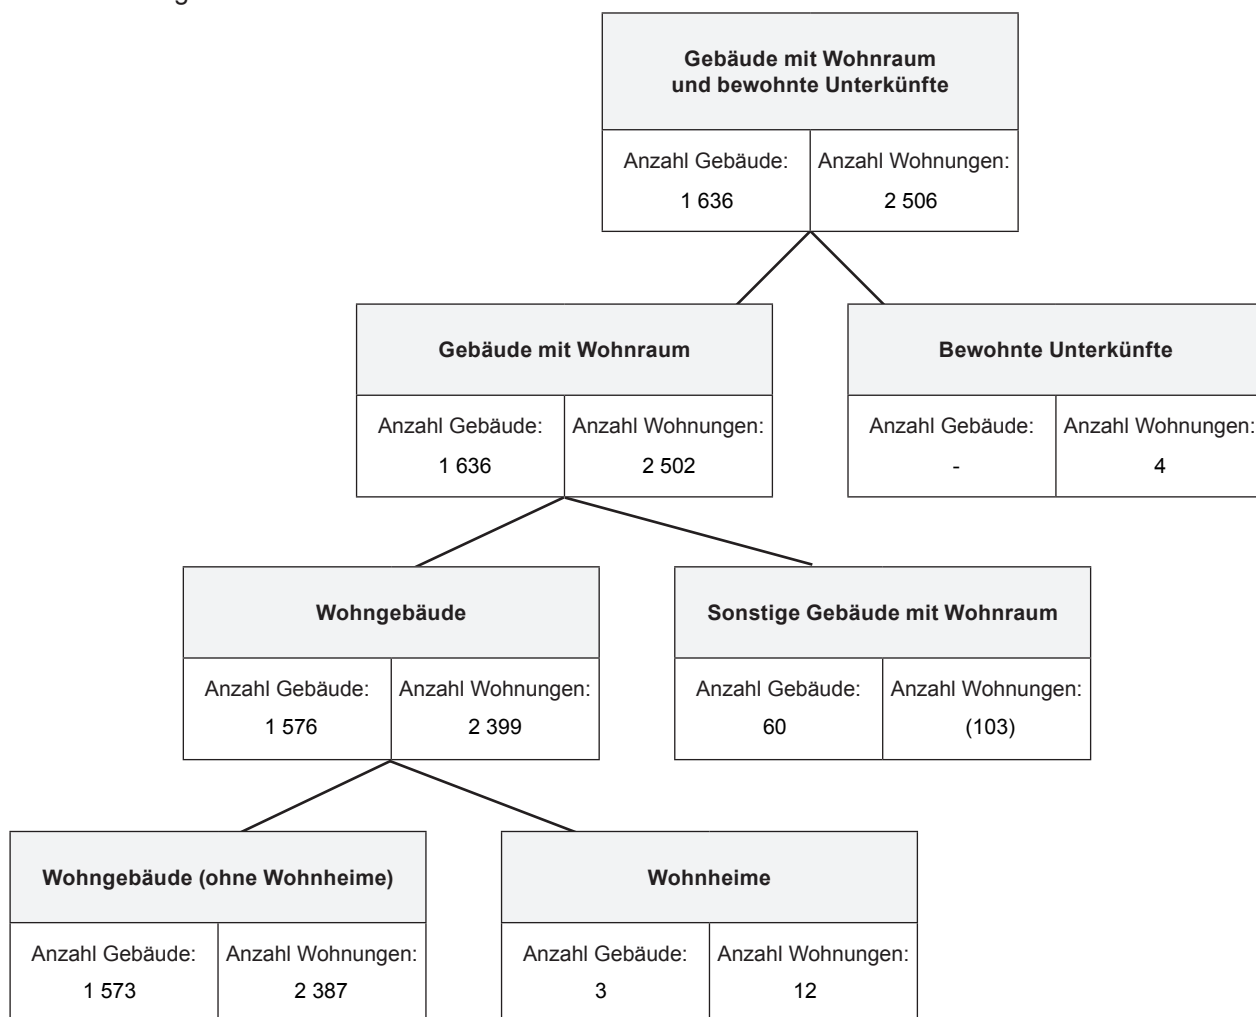 Gebäude mit Wohnraum
und bewohnte Unterkünfte
Anzahl Gebäude: Anzahl Wohnungen:
1 636 2 506
Gebäude mit Wohnraum
Anzahl Gebäude: Anzahl Wohnungen:
1 636 2 502
Bewohnte Unterkünfte
Anzahl Gebäude: Anzahl Wohnungen:
- 4
Wohngebäude
Anzahl Gebäude: Anzahl Wohnungen:
1 576 2 399
Sonstige Gebäude mit Wohnraum
Anzahl Gebäude: Anzahl Wohnungen:
60 (103)
Wohngebäude (ohne Wohnheime)
Anzahl Gebäude: Anzahl Wohnungen:
1 573 2 387
Wohnheime
Anzahl Gebäude: Anzahl Wohnungen:
3 12